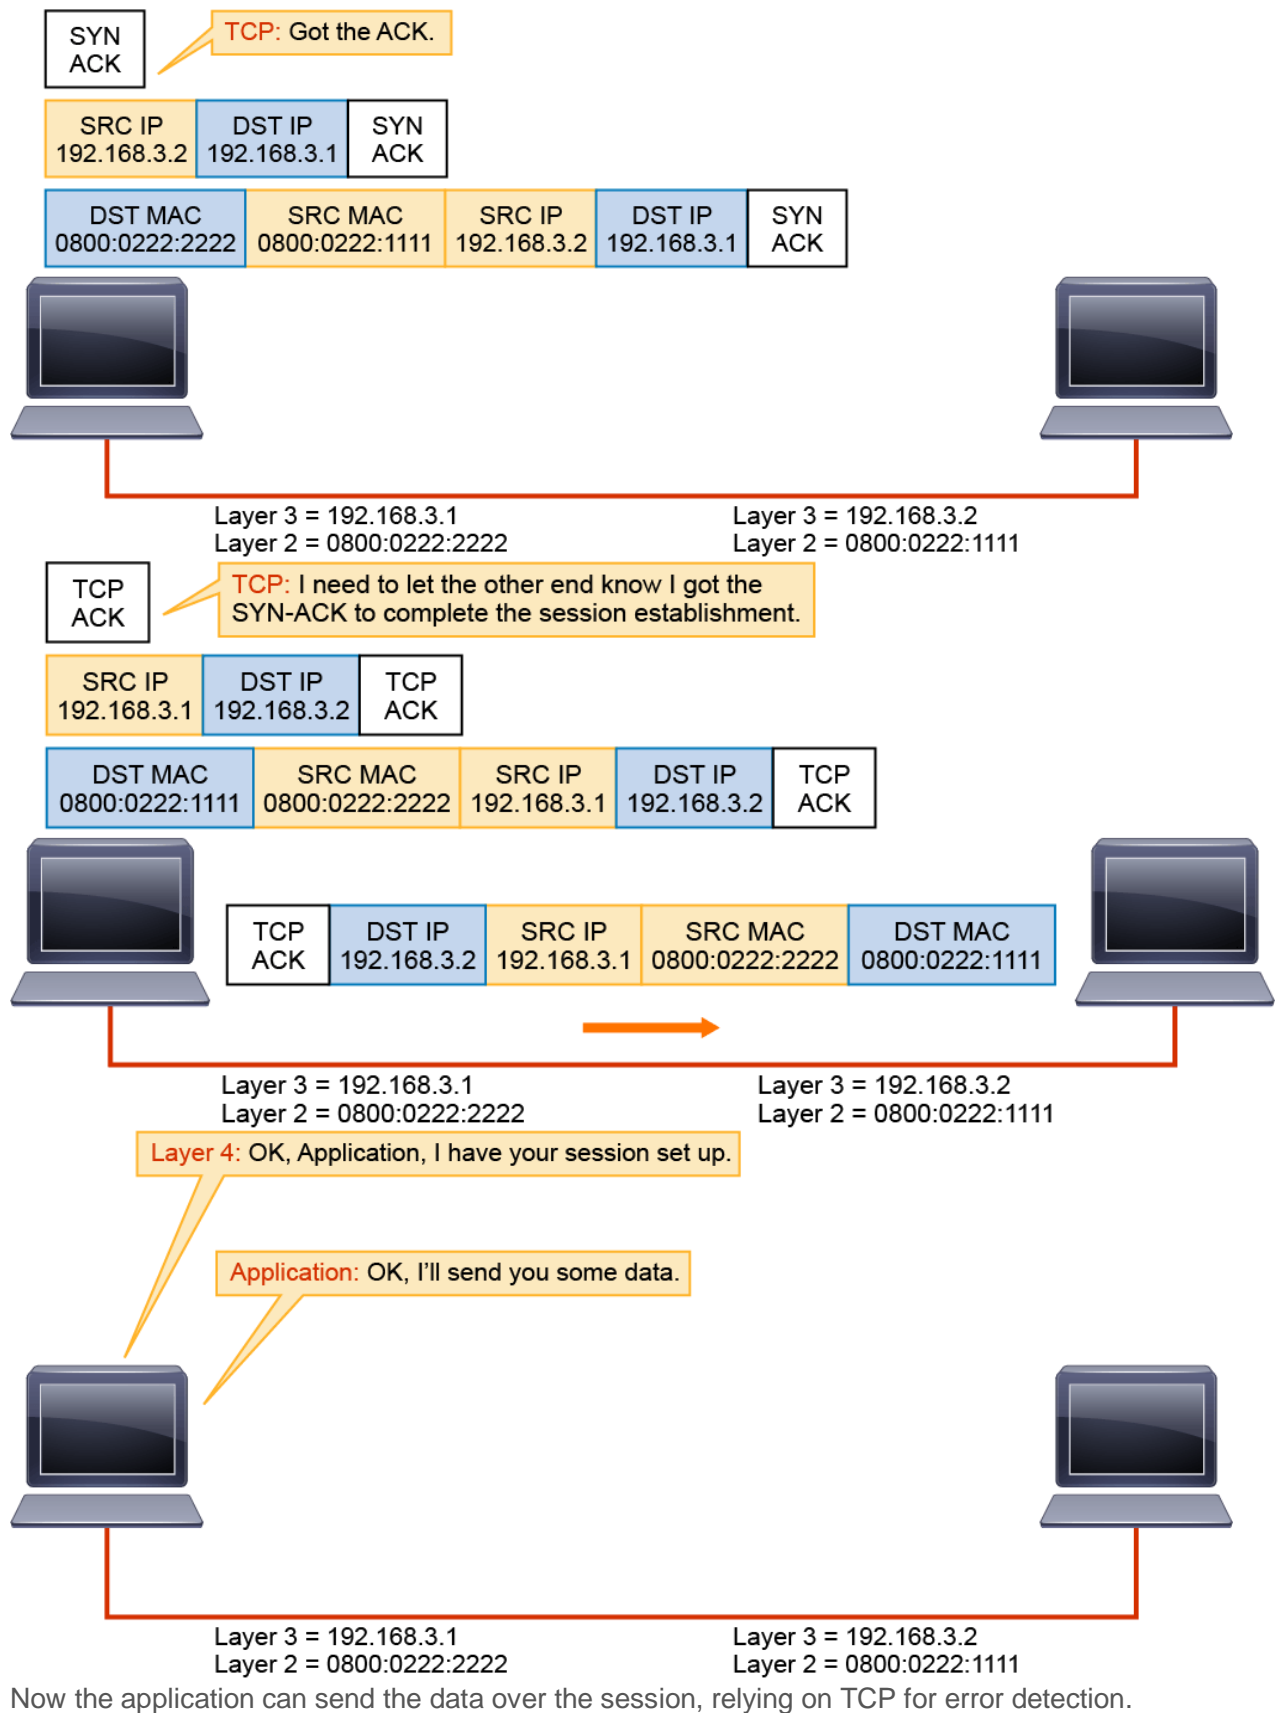 SYN
ACK
TCP: Got the ACK.
SRC IP
192.168.3.2
DST IP
192.168.3.1
SYN
ACK
DST MAC
0800:0222:2222
SRC MAC
0800:0222:1111
SRC IP
192.168.3.2
DST IP
192.168.3.1
SYN
ACK
Layer 3 = 192.168.3.1
Layer 2 = 0800:0222:2222
Layer 3 = 192.168.3.2
Layer 2 = 0800:0222:1111
TCP
ACK
TCP: I need to let the other end know I got the
SYN-ACK to complete the session establishment.
SRC IP
192.168.3.1
DST IP
192.168.3.2
TCP
ACK
DST MAC
0800:0222:1111
SRC MAC
0800:0222:2222
SRC IP
192.168.3.1
DST IP
192.168.3.2
TCP
ACK
TCP
ACK
DST IP
192.168.3.2
SRC IP
192.168.3.1
SRC MAC
0800:0222:2222
DST MAC
0800:0222:1111
Layer 3 = 192.168.3.1
Layer 2 = 0800:0222:2222
Layer 3 = 192.168.3.2
Layer 2 = 0800:0222:1111
Layer 4: OK, Application, I have your session set up.
Application: OK, I'll send you some data.
Layer 3 = 192.168.3.1
Layer 2 = 0800:0222:2222
Layer 3 = 192.168.3.2
Layer 2 = 0800:0222:1111
Now the application can send the data over the session, relying on TCP for error detection.